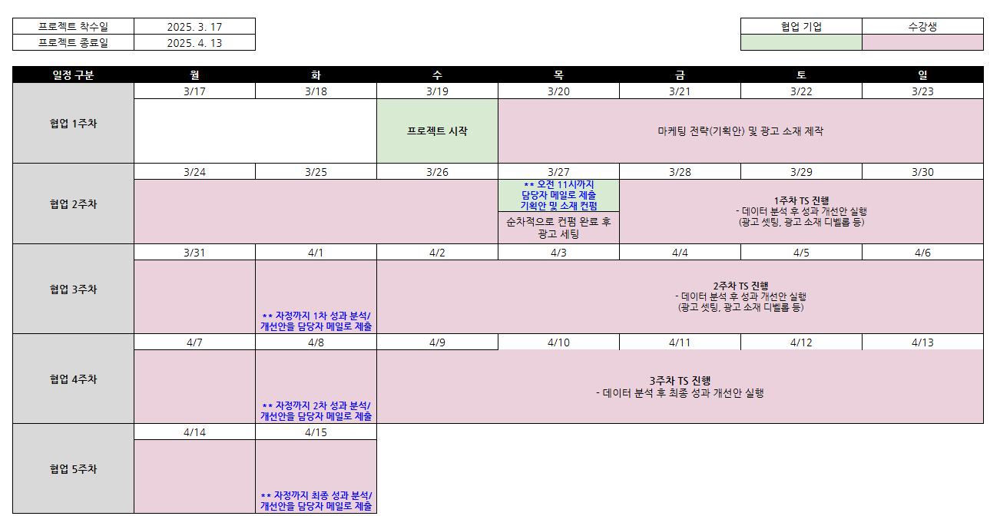 프로젝트 착수일 2025. 3. 17 협업 기업 수강생
프로젝트 종료일 2025. 4. 13
일정 구분 월 화 수 목 금 토 일
3/17 3/18 3/19 3/20 3/21 3/22 3/23
협업 1주차
프로젝트 시작
마케팅 전략(기획안) 및 광고 소재 제작
3/24 3/25 3/26 3/27 3/28 3/29 3/30
협업 2주차
** 오전 11시까지
담당자 메일로 제출
기획안 및 소재 컨펌
순차적으로 컨펌 완료 후
광고 세팅
1주차 TS 진행
- 데이터 분석 후 성과 개선안 실행
(광고 셋팅, 광고 소재 디벨롭 등)
3/31 4/1 4/2 4/3 4/4 4/5 4/6
협업 3주차
** 자정까지 1차 성과 분석/
개선안을 담당자 메일로 제출
2주차 TS 진행
- 데이터 분석 후 성과 개선안 실행
(광고 셋팅, 광고 소재 디벨롭 등)
4/7 4/8 4/9 4/10 4/11 4/12 4/13
협업 4주차
** 자정까지 2차 성과 분석/
개선안을 담당자 메일로 제출
3주차 TS 진행
- 데이터 분석 후 최종 성과 개선안 실행
4/14 4/15
협업 5주차
** 자정까지 최종 성과 분석/
개선안을 담당자 메일로 제출